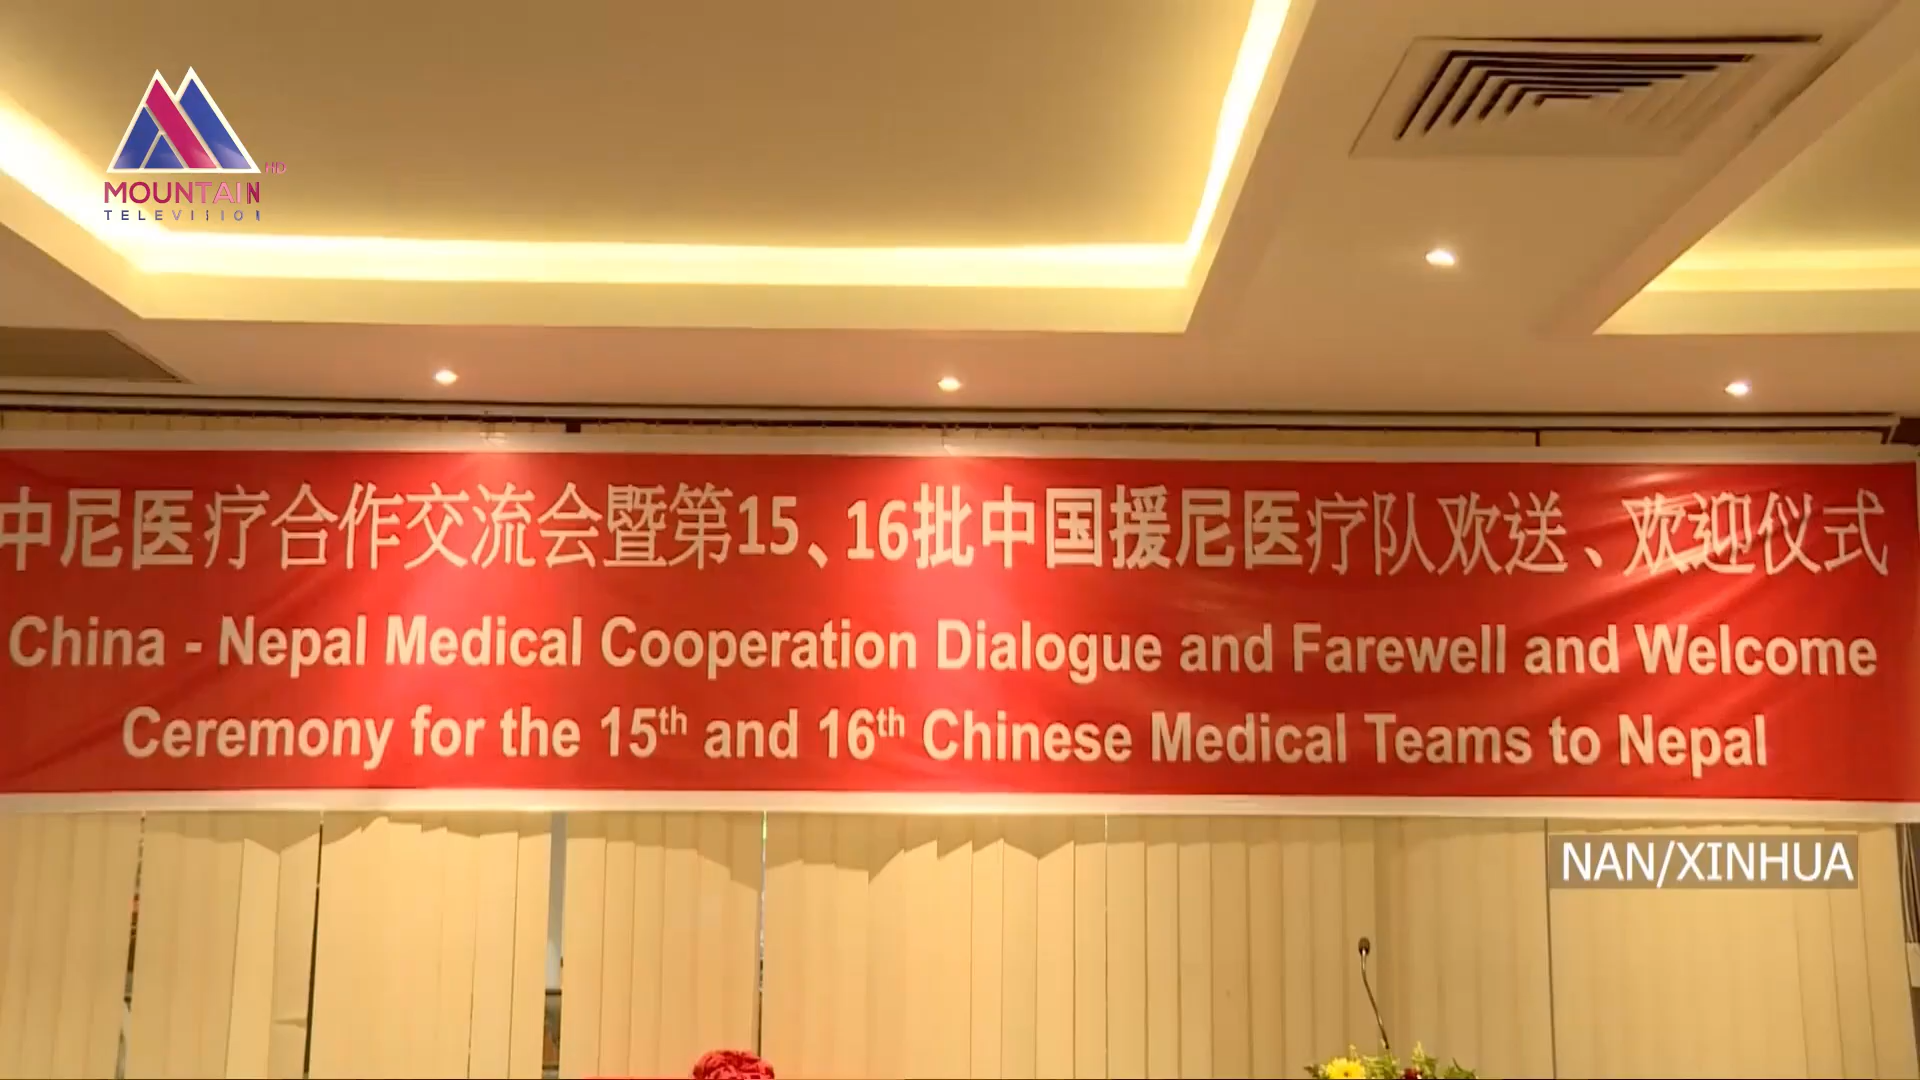 HD
MOUNTAIN
TELEVISION
中尼医疗合作交流会暨第15、16批中国援尼医疗队欢送、欢迎仪式
China - Nepal Medical Cooperation Dialogue and Farewell and Welcome
Ceremony for the 15th and 16th Chinese Medical Teams to Nepal
NAN/XINHUA